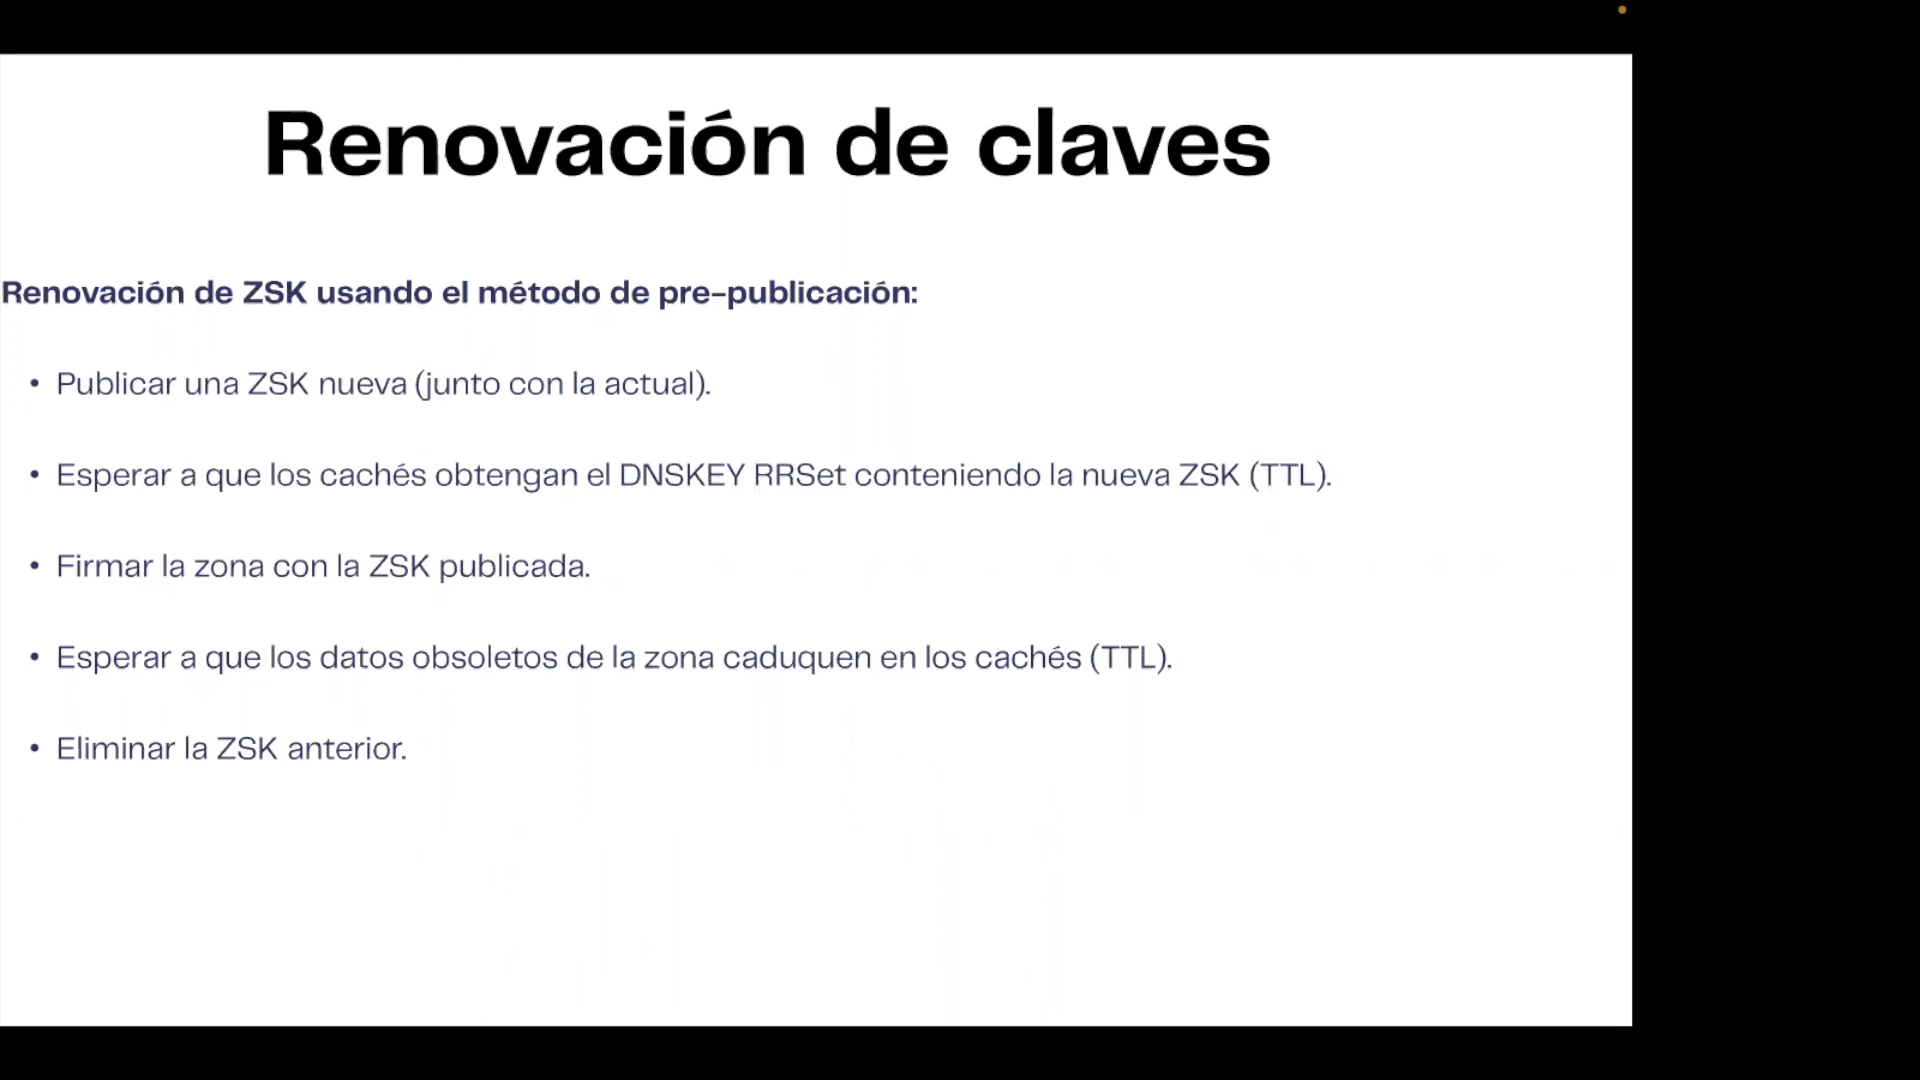 Renovación de claves
Renovación de ZSK usando el método de pre-publicación:
• Publicar una ZSK nueva (junto con la actual).
• Esperar a que los cachés obtengan el DNSKEY RRSet conteniendo la nueva ZSK (TTL).
• Firmar la zona con la ZSK publicada.
• Esperar a que los datos obsoletos de la zona caduquen en los cachés (TTL).
• Eliminar la ZSK anterior.